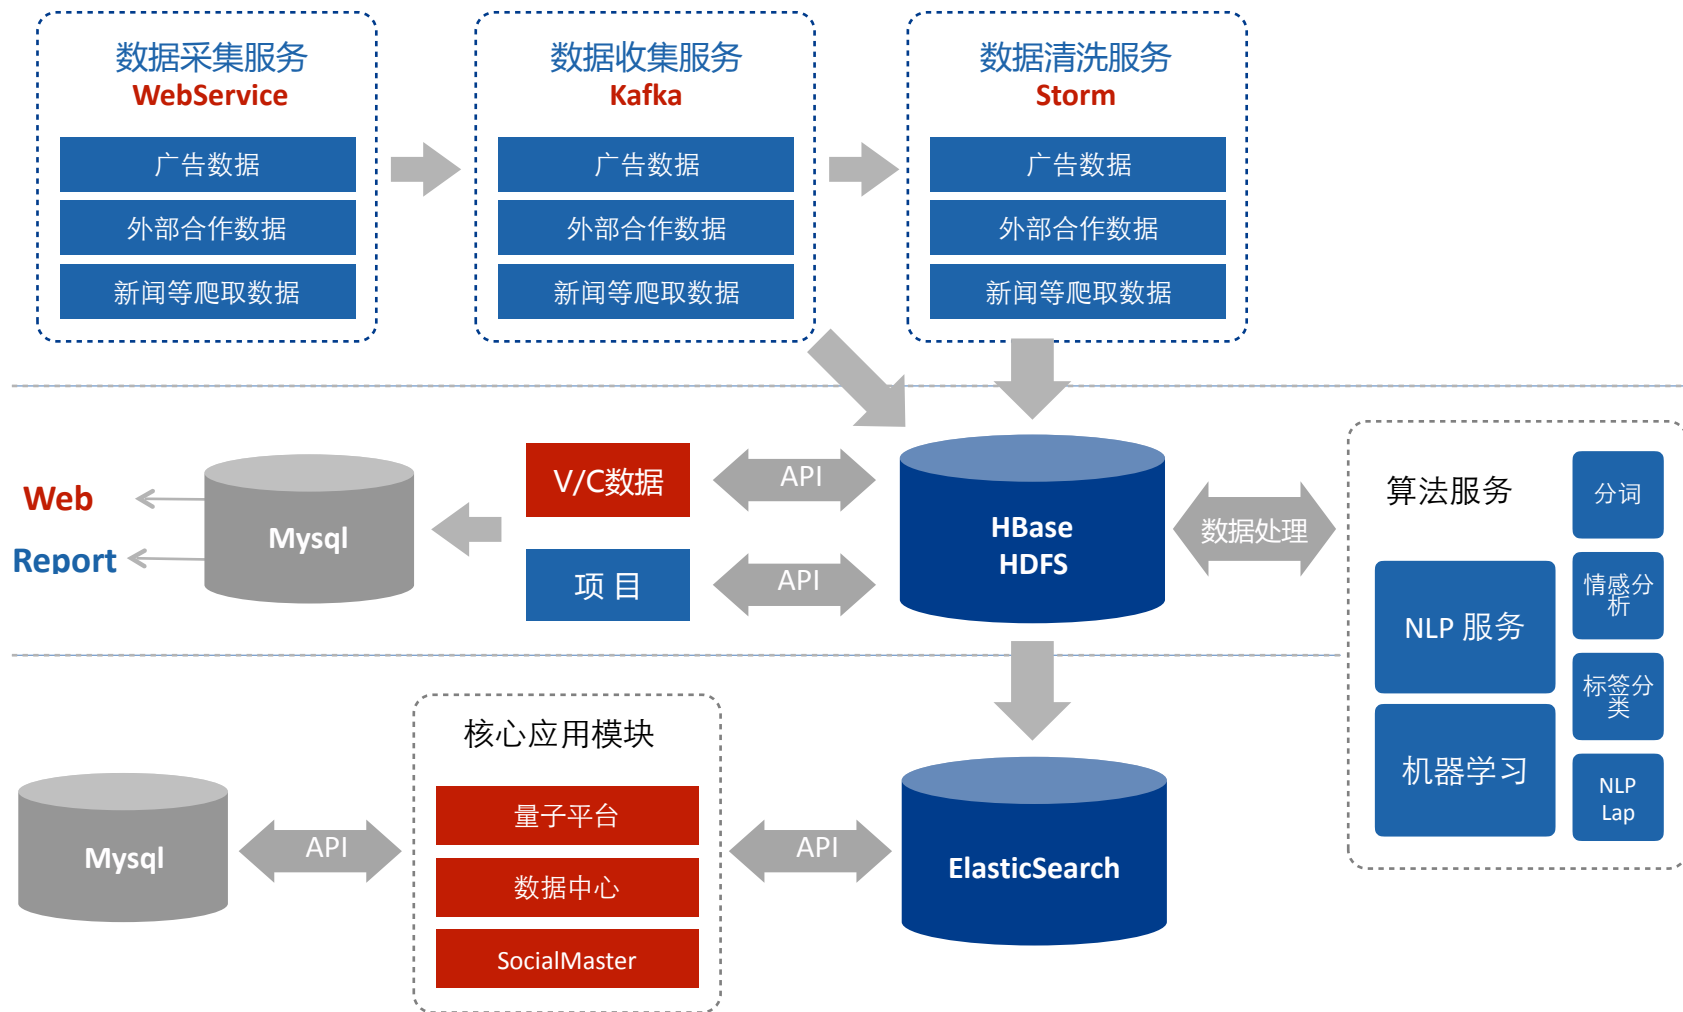 数据采集服务
WebService
广告数据
外部合作数据
新闻等爬取数据
数据收集服务
Kafka
广告数据
外部合作数据
新闻等爬取数据
数据清洗服务
Storm
广告数据
外部合作数据
新闻等爬取数据
Web
Report
Mysql
V/C数据
项 目
API
API
HBase
HDFS
数据处理
算法服务
NLP 服务
机器学习
分词
情感分
析
标签分
类
NLP
Lap
Mysql
API
核心应用模块
量子平台
数据中心
SocialMaster
API
ElasticSearch